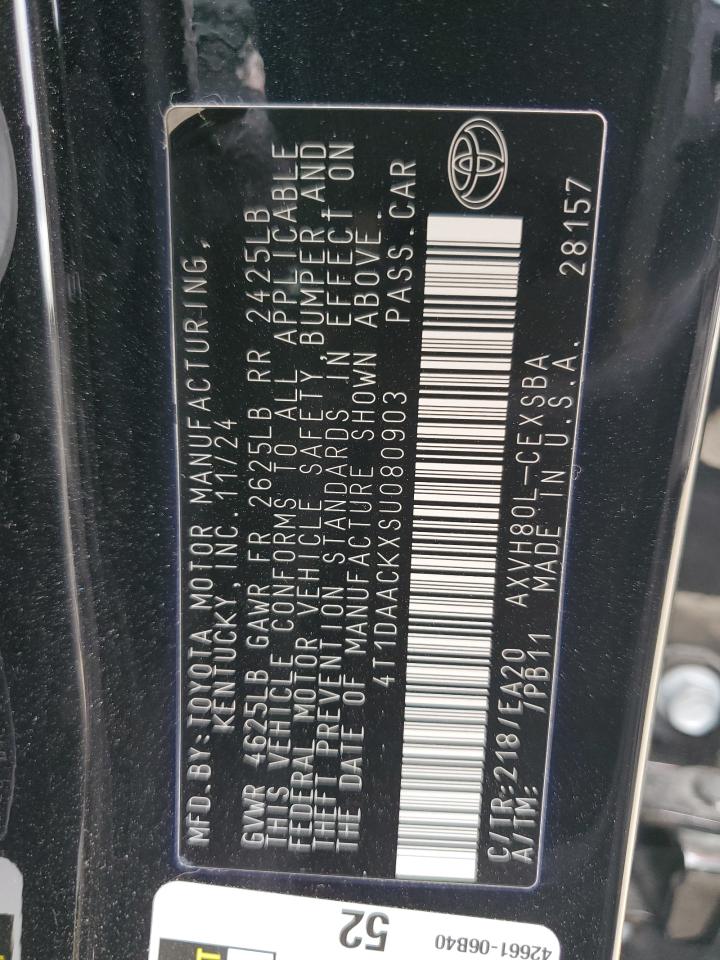 MFD.BY:TOYOTA MOTOR MANUFACTURING,
KENTUCKY,INC.11/24
GVWR 4625LB GAWR FR 2625LB RR 2425LB
THIS VEHICLE CONFORMS TO ALL APPLICABLE
FEDERAL MOTOR VEHICLE SAFETY,BUMPER,AND
THEFT PREVENTION STANDARDS IN EFFECT ON
THE DATE OF MANUFACTURE SHOWN ABOVE.
4T1DAACKXSU080903 PASS.CAR
C/TR:218/EA20 AXVH80L-CEXSBA 28157
A/TM: /PB11 MADE IN U.S.A.
52
42661-06B40